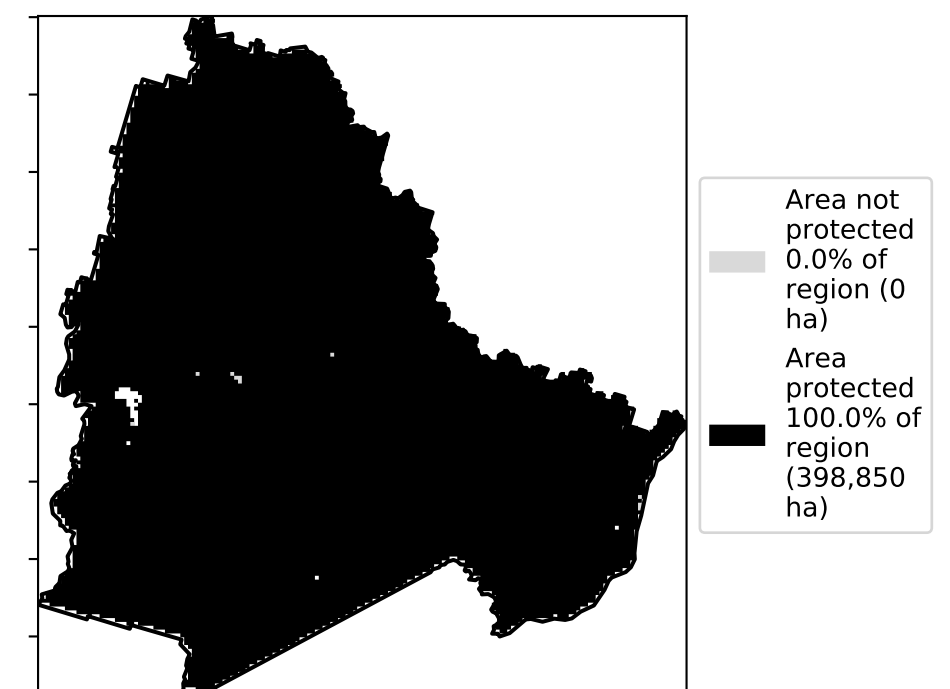 Area not
protected
0.0% of
region (0
ha)
Area
protected
100.0% of
region
(398,850
ha)